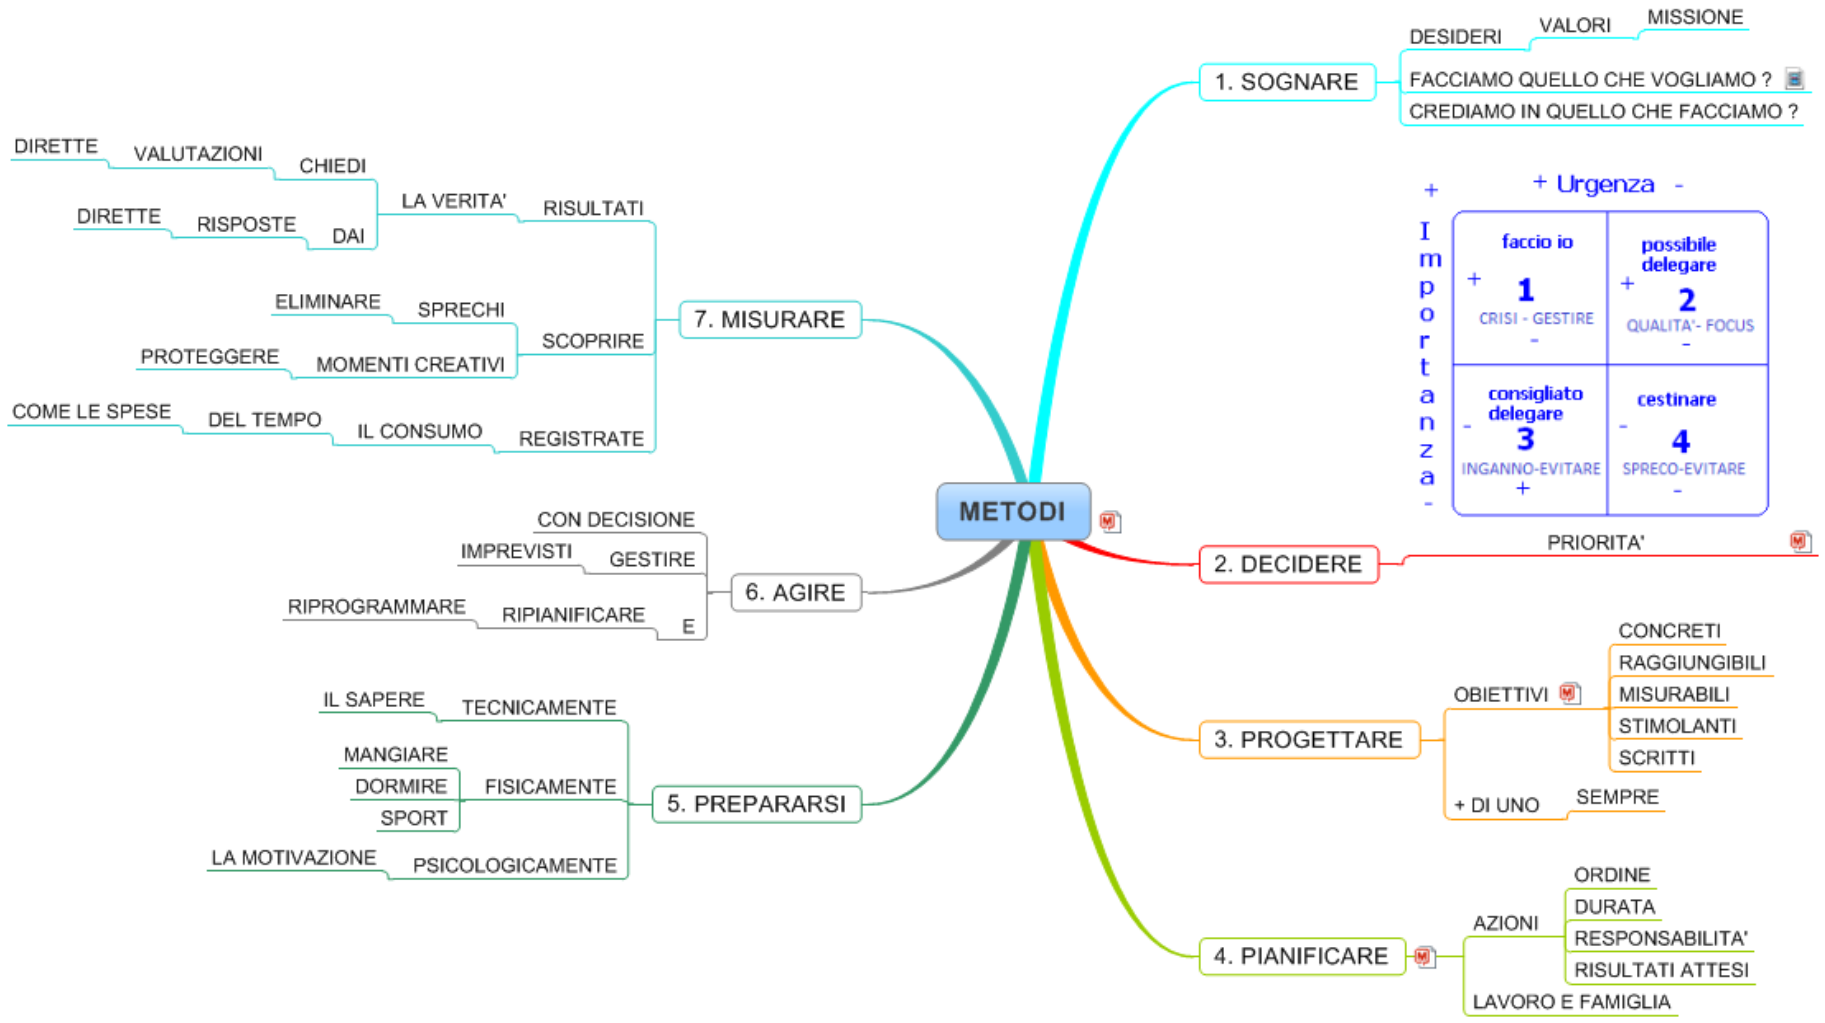 METODI
1. SOGNARE
DESIDERI
VALORI
MISSIONE
FACCIAMO QUELLO CHE VOGLIAMO ?
CREDIAMO IN QUELLO CHE FACCIAMO ?
+ Urgenza -
+
Importanza
-
faccio io
+
1
CRISI - GESTIRE
-
possibile
delegare
+
2
QUALITA'- FOCUS
-
consigliato
delegare
-
3
INGANNO-EVITARE
+
cestinare
-
4
SPRECO-EVITARE
-
2. DECIDERE
PRIORITA'
3. PROGETTARE
OBIETTIVI
CONCRETI
RAGGIUNGIBILI
MISURABILI
STIMOLANTI
SCRITTI
+ DI UNO
SEMPRE
4. PIANIFICARE
AZIONI
ORDINE
DURATA
RESPONSABILITA'
RISULTATI ATTESI
LAVORO E FAMIGLIA
5. PREPARARSI
TECNICAMENTE
IL SAPERE
FISICAMENTE
MANGIARE
DORMIRE
SPORT
PSICOLOGICAMENTE
LA MOTIVAZIONE
6. AGIRE
CON DECISIONE
GESTIRE
IMPREVISTI
E
RIPIANIFICARE
RIPROGRAMMARE
7. MISURARE
RISULTATI
LA VERITA'
CHIEDI
VALUTAZIONI
DIRETTE
DAI
RISPOSTE
DIRETTE
SCOPRIRE
SPRECHI
ELIMINARE
MOMENTI CREATIVI
PROTEGGERE
REGISTRATE
IL CONSUMO
DEL TEMPO
COME LE SPESE